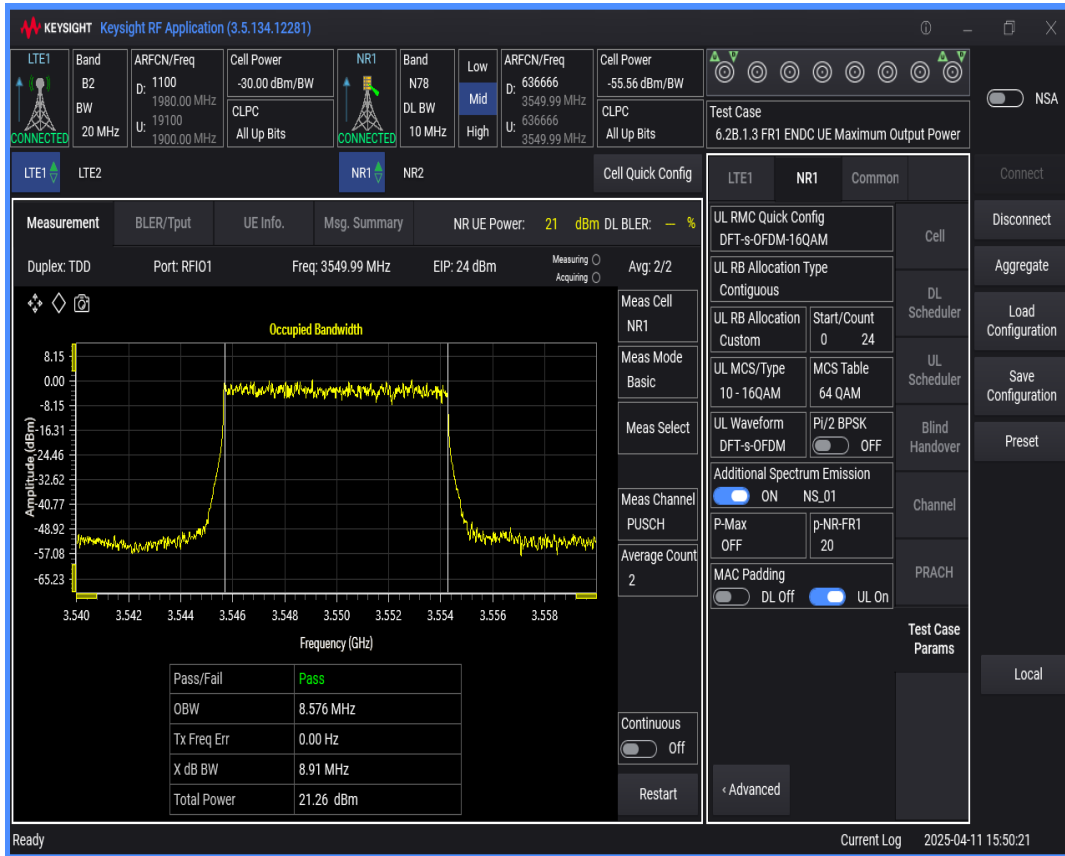 KEYSIGHT Keysight RF Application (3.5.134.12281)
LTE1
CONNECTED
Band
B2
BW
20 MHz
ARFCN/Freq
D: 1100
1980.00 MHz
U: 19100
1900.00 MHz
Cell Power
-30.00 dBm/BW
CLPC
All Up Bits
NR1
CONNECTED
Band
N78
DL BW
10 MHz
Low
Mid
High
ARFCN/Freq
D: 636666
3549.99 MHz
U: 636666
3549.99 MHz
Cell Power
-55.56 dBm/BW
CLPC
All Up Bits
Test Case
6.2B.1.3 FR1 ENDC UE Maximum Output Power
NSA
LTE1 LTE2
NR1 NR2
Cell Quick Config
Measurement BLER/Tput UE Info. Msg. Summary NR UE Power: 21 dBm DL BLER: — %
Duplex: TDD Port: RFIO1 Freq: 3549.99 MHz EIP: 24 dBm Measuring Acquiring Avg: 2/2
Occupied Bandwidth
Amplitude (dBm)
8.15
0.00
-8.15
-16.31
-24.46
-32.62
-40.77
-48.92
-57.08
-65.23
3.540 3.542 3.544 3.546 3.548 3.550 3.552 3.554 3.556 3.558
Frequency (GHz)
Pass/Fail Pass
OBW 8.576 MHz
Tx Freq Err 0.00 Hz
X dB BW 8.91 MHz
Total Power 21.26 dBm
Meas Cell
NR1
Meas Mode
Basic
Meas Select
Meas Channel
PUSCH
Average Count
2
Continuous
Off
Restart
LTE1 NR1 Common
UL RMC Quick Config
DFT-s-OFDM-16QAM
UL RB Allocation Type
Contiguous
UL RB Allocation
Custom
Start/Count
0 24
UL MCS/Type
10 - 16QAM
MCS Table
64 QAM
UL Waveform
DFT-s-OFDM
Pi/2 BPSK
OFF
Additional Spectrum Emission
ON NS_01
P-Max
OFF
p-NR-FR1
20
MAC Padding
DL Off UL On
‹ Advanced
Cell
DL
Scheduler
UL
Scheduler
Blind
Handover
Channel
PRACH
Test Case
Params
Connect
Disconnect
Aggregate
Load
Configuration
Save
Configuration
Preset
Local
Ready
Current Log 2025-04-11 15:50:21